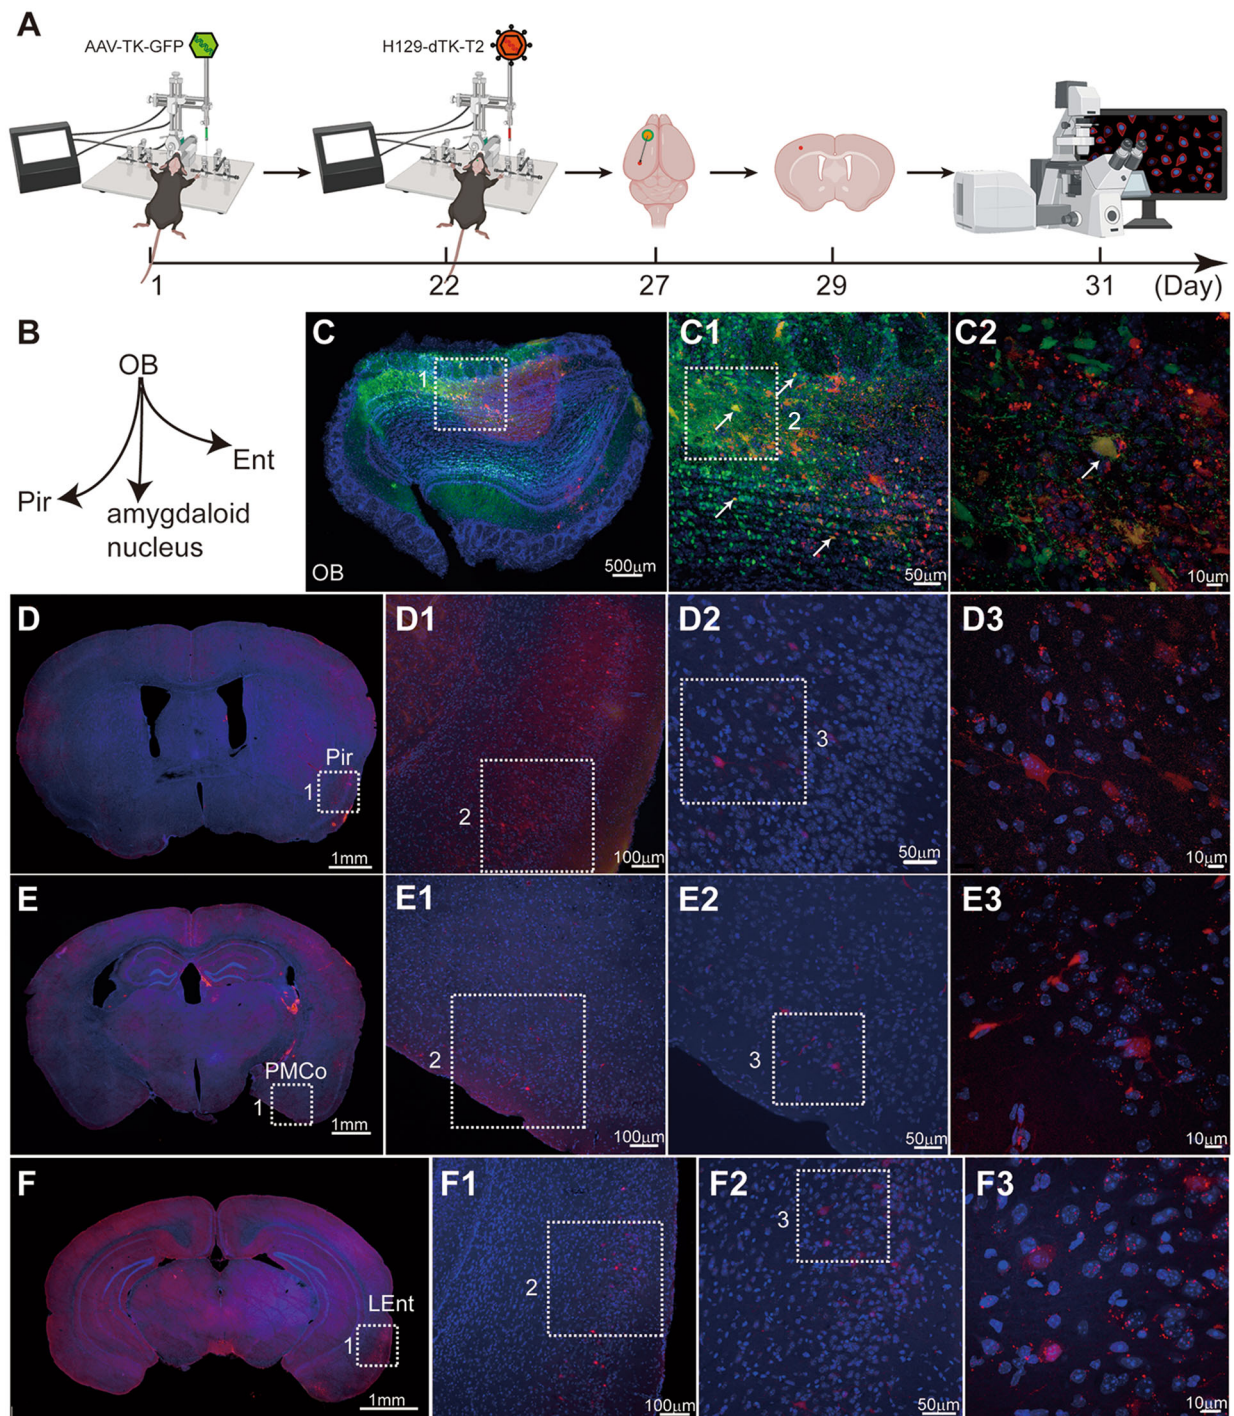 A
AAV-TK-GFP
H129-dTK-T2
1
22
27
29
31
(Day)
B
OB
Ent
Pir
amygdaloid
nucleus
C
1
OB
500µm
C1
2
50µm
C2
10um
D
Pir
1
1mm
D1
2
100µm
D2
3
50µm
D3
10µm
E
PMCo
1
1mm
E1
2
100µm
E2
3
50µm
E3
10µm
F
LEnt
1
1mm
F1
2
100µm
F2
3
50µm
F3
10µm